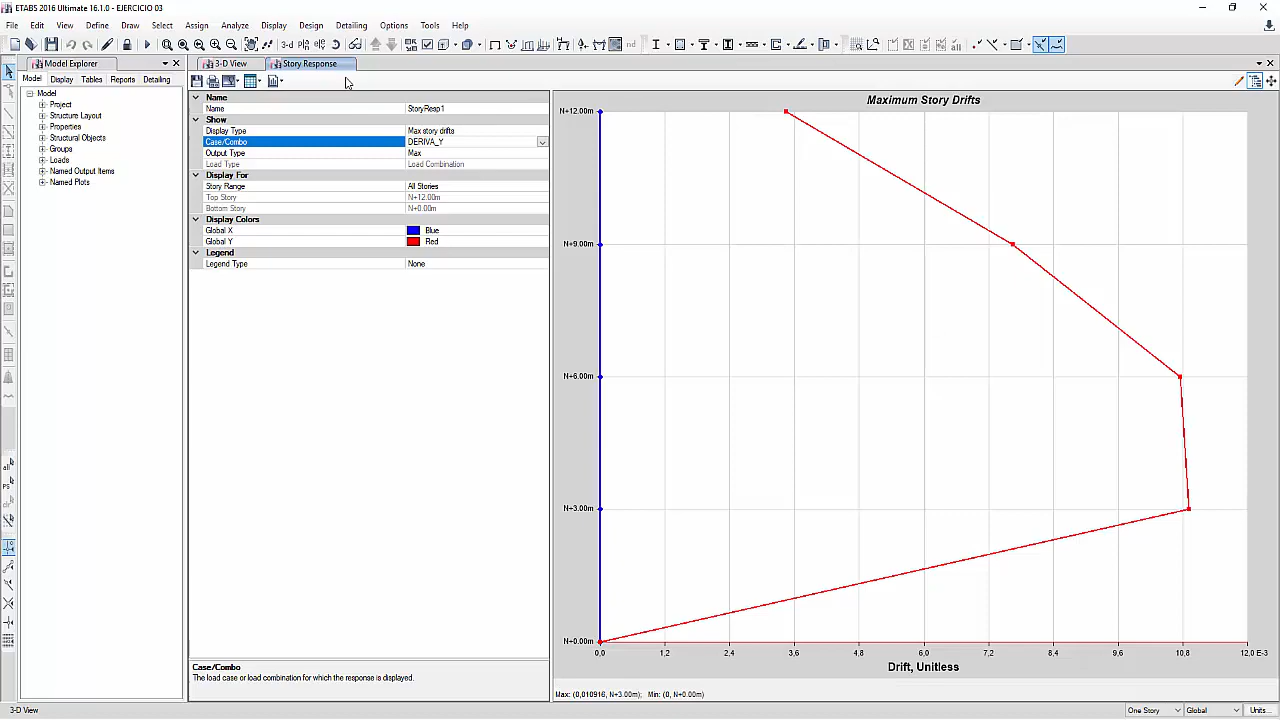 ETABS 2016 Ultimate 16.1.0 - EJERCICIO 03
File Edit View Define Draw Select Assign Analyze Display Design Detailing Options Tools Help
3-d
nd
Model Explorer
3-D View
Story Response
Model Display Tables Reports Detailing
Model
Project
Structure Layout
Properties
Structural Objects
Groups
Loads
Named Output Items
Named Plots
all
PS
clr
Name
Name StoryResp1
Show
Display Type Max story drifts
Case/Combo DERIVA_Y
Output Type Max
Load Type Load Combination
Display For
Story Range All Stories
Top Story N+12.00m
Bottom Story N+0.00m
Display Colors
Global X Blue
Global Y Red
Legend
Legend Type None
Case/Combo
The load case or load combination for which the response is displayed.
Maximum Story Drifts
N+12.00m
N+9.00m
N+6.00m
N+3.00m
N+0.00m
0,0 1,2 2,4 3,6 4,8 6,0 7,2 8,4 9,6 10,8 12,0 E-3
Drift, Unitless
Max: (0,010916, N+3.00m); Min: (0, N+0.00m)
3-D View
One Story
Global
Units...